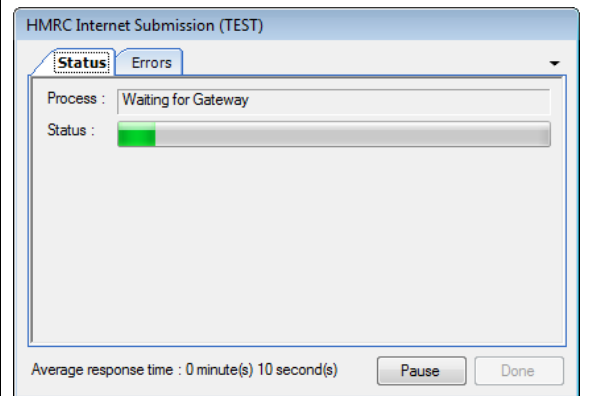 HMRC Internet Submission (TEST)
Status Errors
Process : Waiting for Gateway
Status :
Average response time : 0 minute(s) 10 second(s) Pause Done